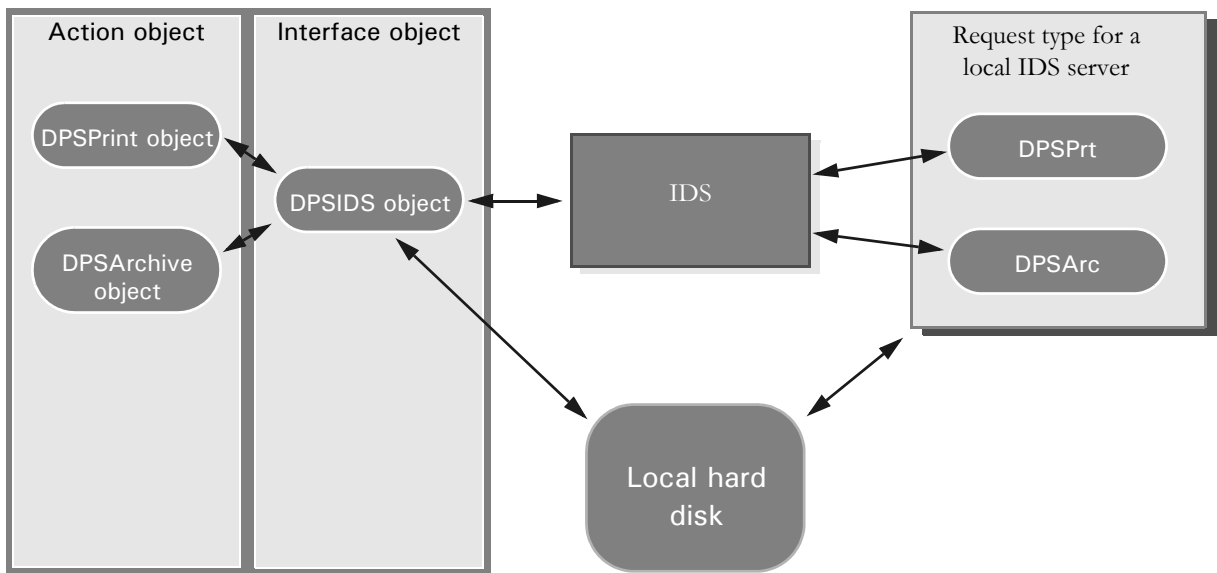 Action object
Interface object
Request type for a
local IDS server
DPSPrint object
DPSIDS object
DPSArchive
object
IDS
DPSPrt
DPSArc
Local hard
disk